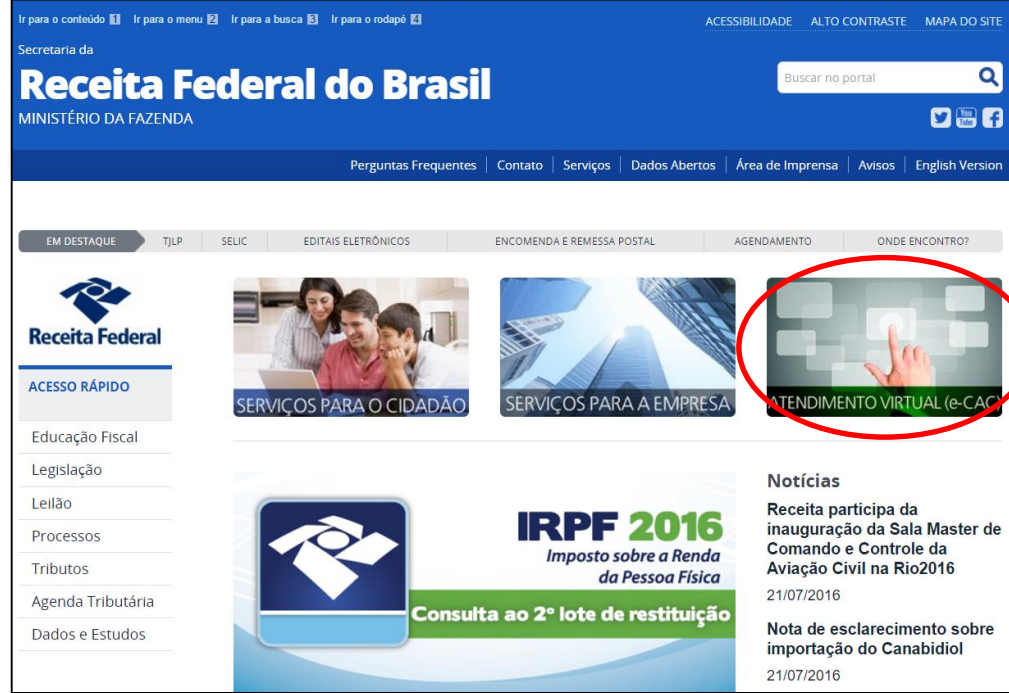 Ir para o conteúdo 1 Ir para o menu 2 Ir para a busca 3 Ir para o rodapé 4
ACESSIBILIDADE ALTO CONTRASTE MAPA DO SITE
Secretaria da
Receita Federal do Brasil
MINISTÉRIO DA FAZENDA
Buscar no portal
You Tube
Perguntas Frequentes | Contato | Serviços | Dados Abertos | Área de Imprensa | Avisos | English Version
EM DESTAQUE TJLP SELIC EDITAIS ELETRÔNICOS ENCOMENDA E REMESSA POSTAL AGENDAMENTO ONDE ENCONTRO?
Receita Federal
SERVIÇOS PARA O CIDADÃO
SERVIÇOS PARA A EMPRESA
ATENDIMENTO VIRTUAL (e-CAC)
ACESSO RÁPIDO
Educação Fiscal
Legislação
Leilão
Processos
Tributos
Agenda Tributária
Dados e Estudos
IRPF 2016
Imposto sobre a Renda
da Pessoa Física
Consulta ao 2º lote de restituição
Notícias
Receita participa da
inauguração da Sala Master de
Comando e Controle da
Aviação Civil na Rio2016
21/07/2016
Nota de esclarecimento sobre
importação do Canabidiol
21/07/2016